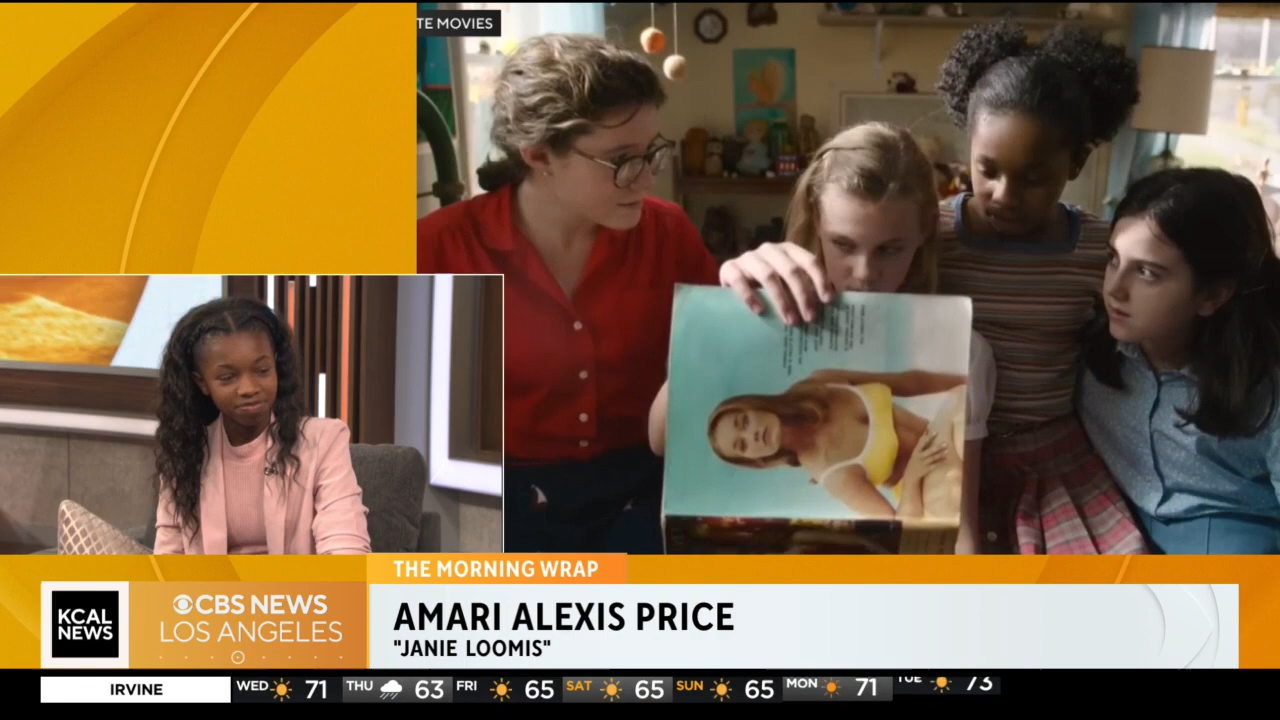 TE MOVIES
THE MORNING WRAP
KCAL
NEWS
CBS NEWS
LOS ANGELES
AMARI ALEXIS PRICE
"JANIE LOOMIS"
IRVINE
WED 71 THU 63 FRI 65 SAT 65 SUN 65 MON 71 TUE 73